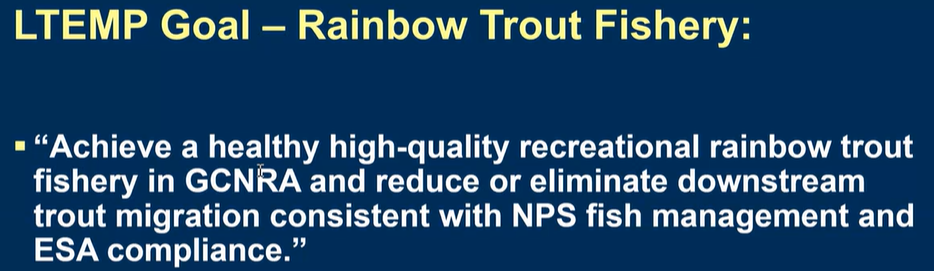 LTEMP Goal – Rainbow Trout Fishery:
▪ “Achieve a healthy high-quality recreational rainbow trout
fishery in GCNRA and reduce or eliminate downstream
trout migration consistent with NPS fish management and
ESA compliance.”